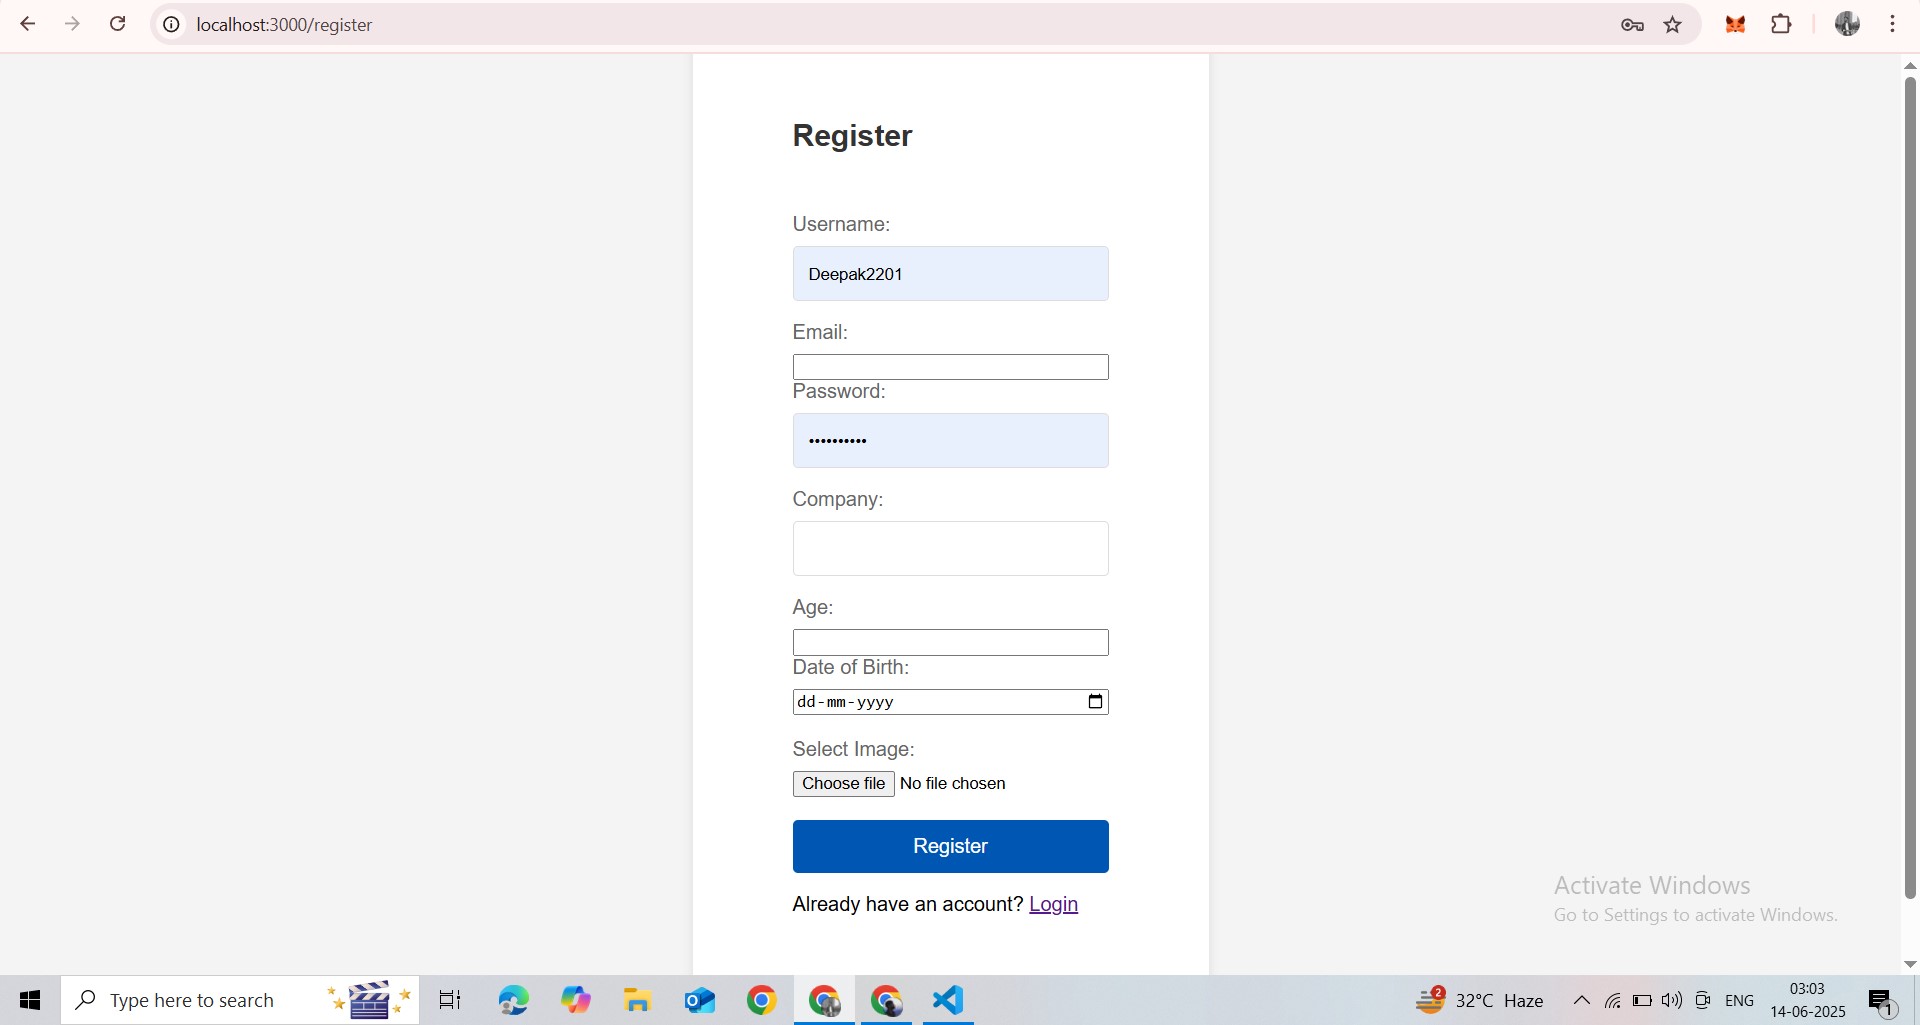 localhost:3000/register
Register
Username:
Deepak2201
Email:
Password:
••••••••••
Company:
Age:
Date of Birth:
dd-mm-yyyy
Select Image:
Choose file No file chosen
Register
Already have an account? Login
Activate Windows
Go to Settings to activate Windows.
Type here to search
2
32°C Haze
ENG
03:03
14-06-2025
1